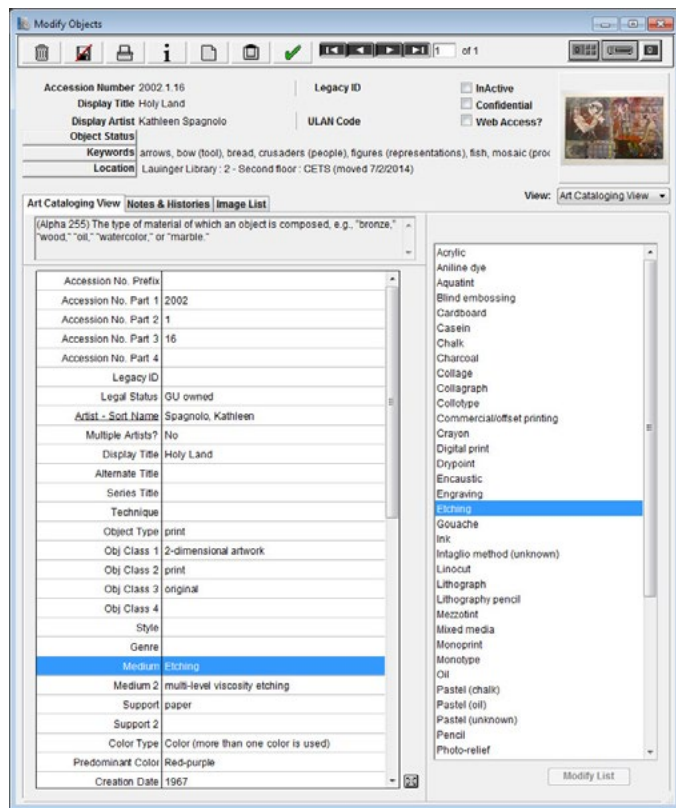 Modify Objects
1 of 1
Accession Number 2002.1.16 Legacy ID InActive
Display Title Holy Land Confidential
Display Artist Kathleen Spagnolo ULAN Code Web Access?
Object Status
Keywords arrows, bow (tool), bread, crusaders (people), figures (representations), fish, mosaic (proc
Location Lauinger Library : 2 - Second floor : CETS (moved 7/2/2014)
View: Art Cataloging View
Art Cataloging View Notes & Histories Image List
(Alpha 255) The type of material of which an object is composed, e.g., "bronze,"
"wood," "oil," "watercolor," or "marble."
Accession No. Prefix
Accession No. Part 1 2002
Accession No. Part 2 1
Accession No. Part 3 16
Accession No. Part 4
Legacy ID
Legal Status GU owned
Artist - Sort Name Spagnolo, Kathleen
Multiple Artists? No
Display Title Holy Land
Alternate Title
Series Title
Technique
Object Type print
Obj Class 1 2-dimensional artwork
Obj Class 2 print
Obj Class 3 original
Obj Class 4
Style
Genre
Medium Etching
Medium 2 multi-level viscosity etching
Support paper
Support 2
Color Type Color (more than one color is used)
Predominant Color Red-purple
Creation Date 1967
Acrylic
Aniline dye
Aquatint
Blind embossing
Cardboard
Casein
Chalk
Charcoal
Collage
Collagraph
Collotype
Commercial/offset printing
Crayon
Digital print
Drypoint
Encaustic
Engraving
Etching
Gouache
Ink
Intaglio method (unknown)
Linocut
Lithograph
Lithography pencil
Mezzotint
Mixed media
Monoprint
Monotype
Oil
Pastel (chalk)
Pastel (oil)
Pastel (unknown)
Pencil
Photo-relief
Modify List